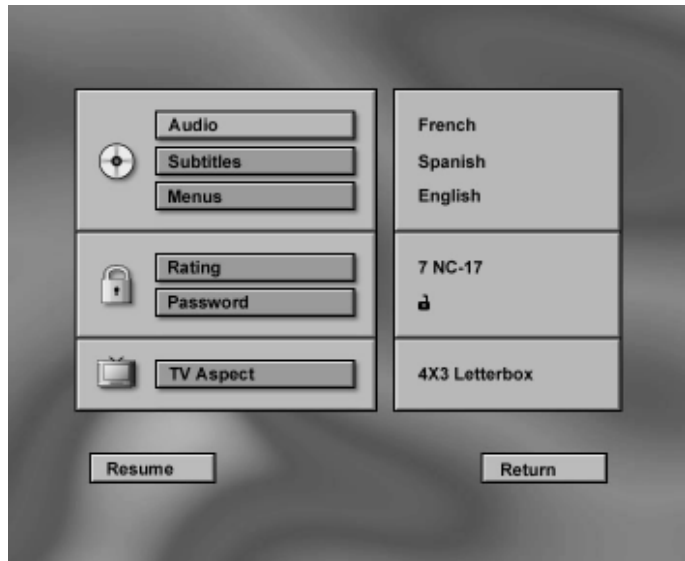 Audio French
Subtitles Spanish
Menus English
Rating 7 NC-17
Password
TV Aspect 4X3 Letterbox
Resume Return